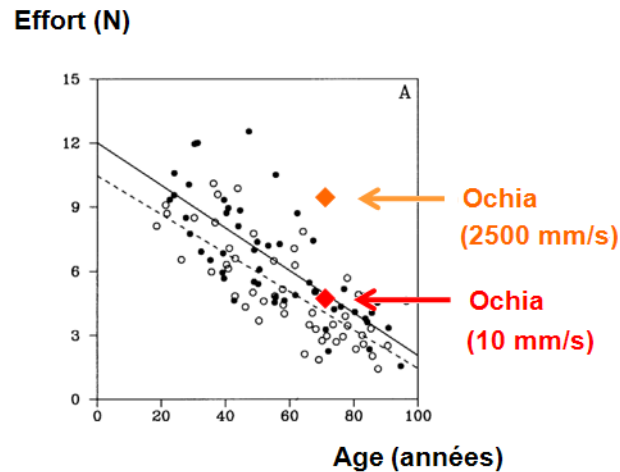 Effort (N)
15
A
12
9
Ochia
(2500 mm/s)
6
Ochia
(10 mm/s)
3
0
0 20 40 60 80 100
Age (années)